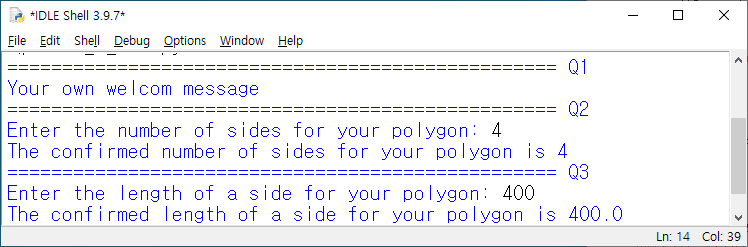 *IDLE Shell 3.9.7*
File Edit Shell Debug Options Window Help
================================================== Q1
Your own welcom message
================================================== Q2
Enter the number of sides for your polygon: 4
The confirmed number of sides for your polygon is 4
================================================== Q3
Enter the length of a side for your polygon: 400
The confirmed length of a side for your polygon is 400.0
Ln: 14 Col: 39